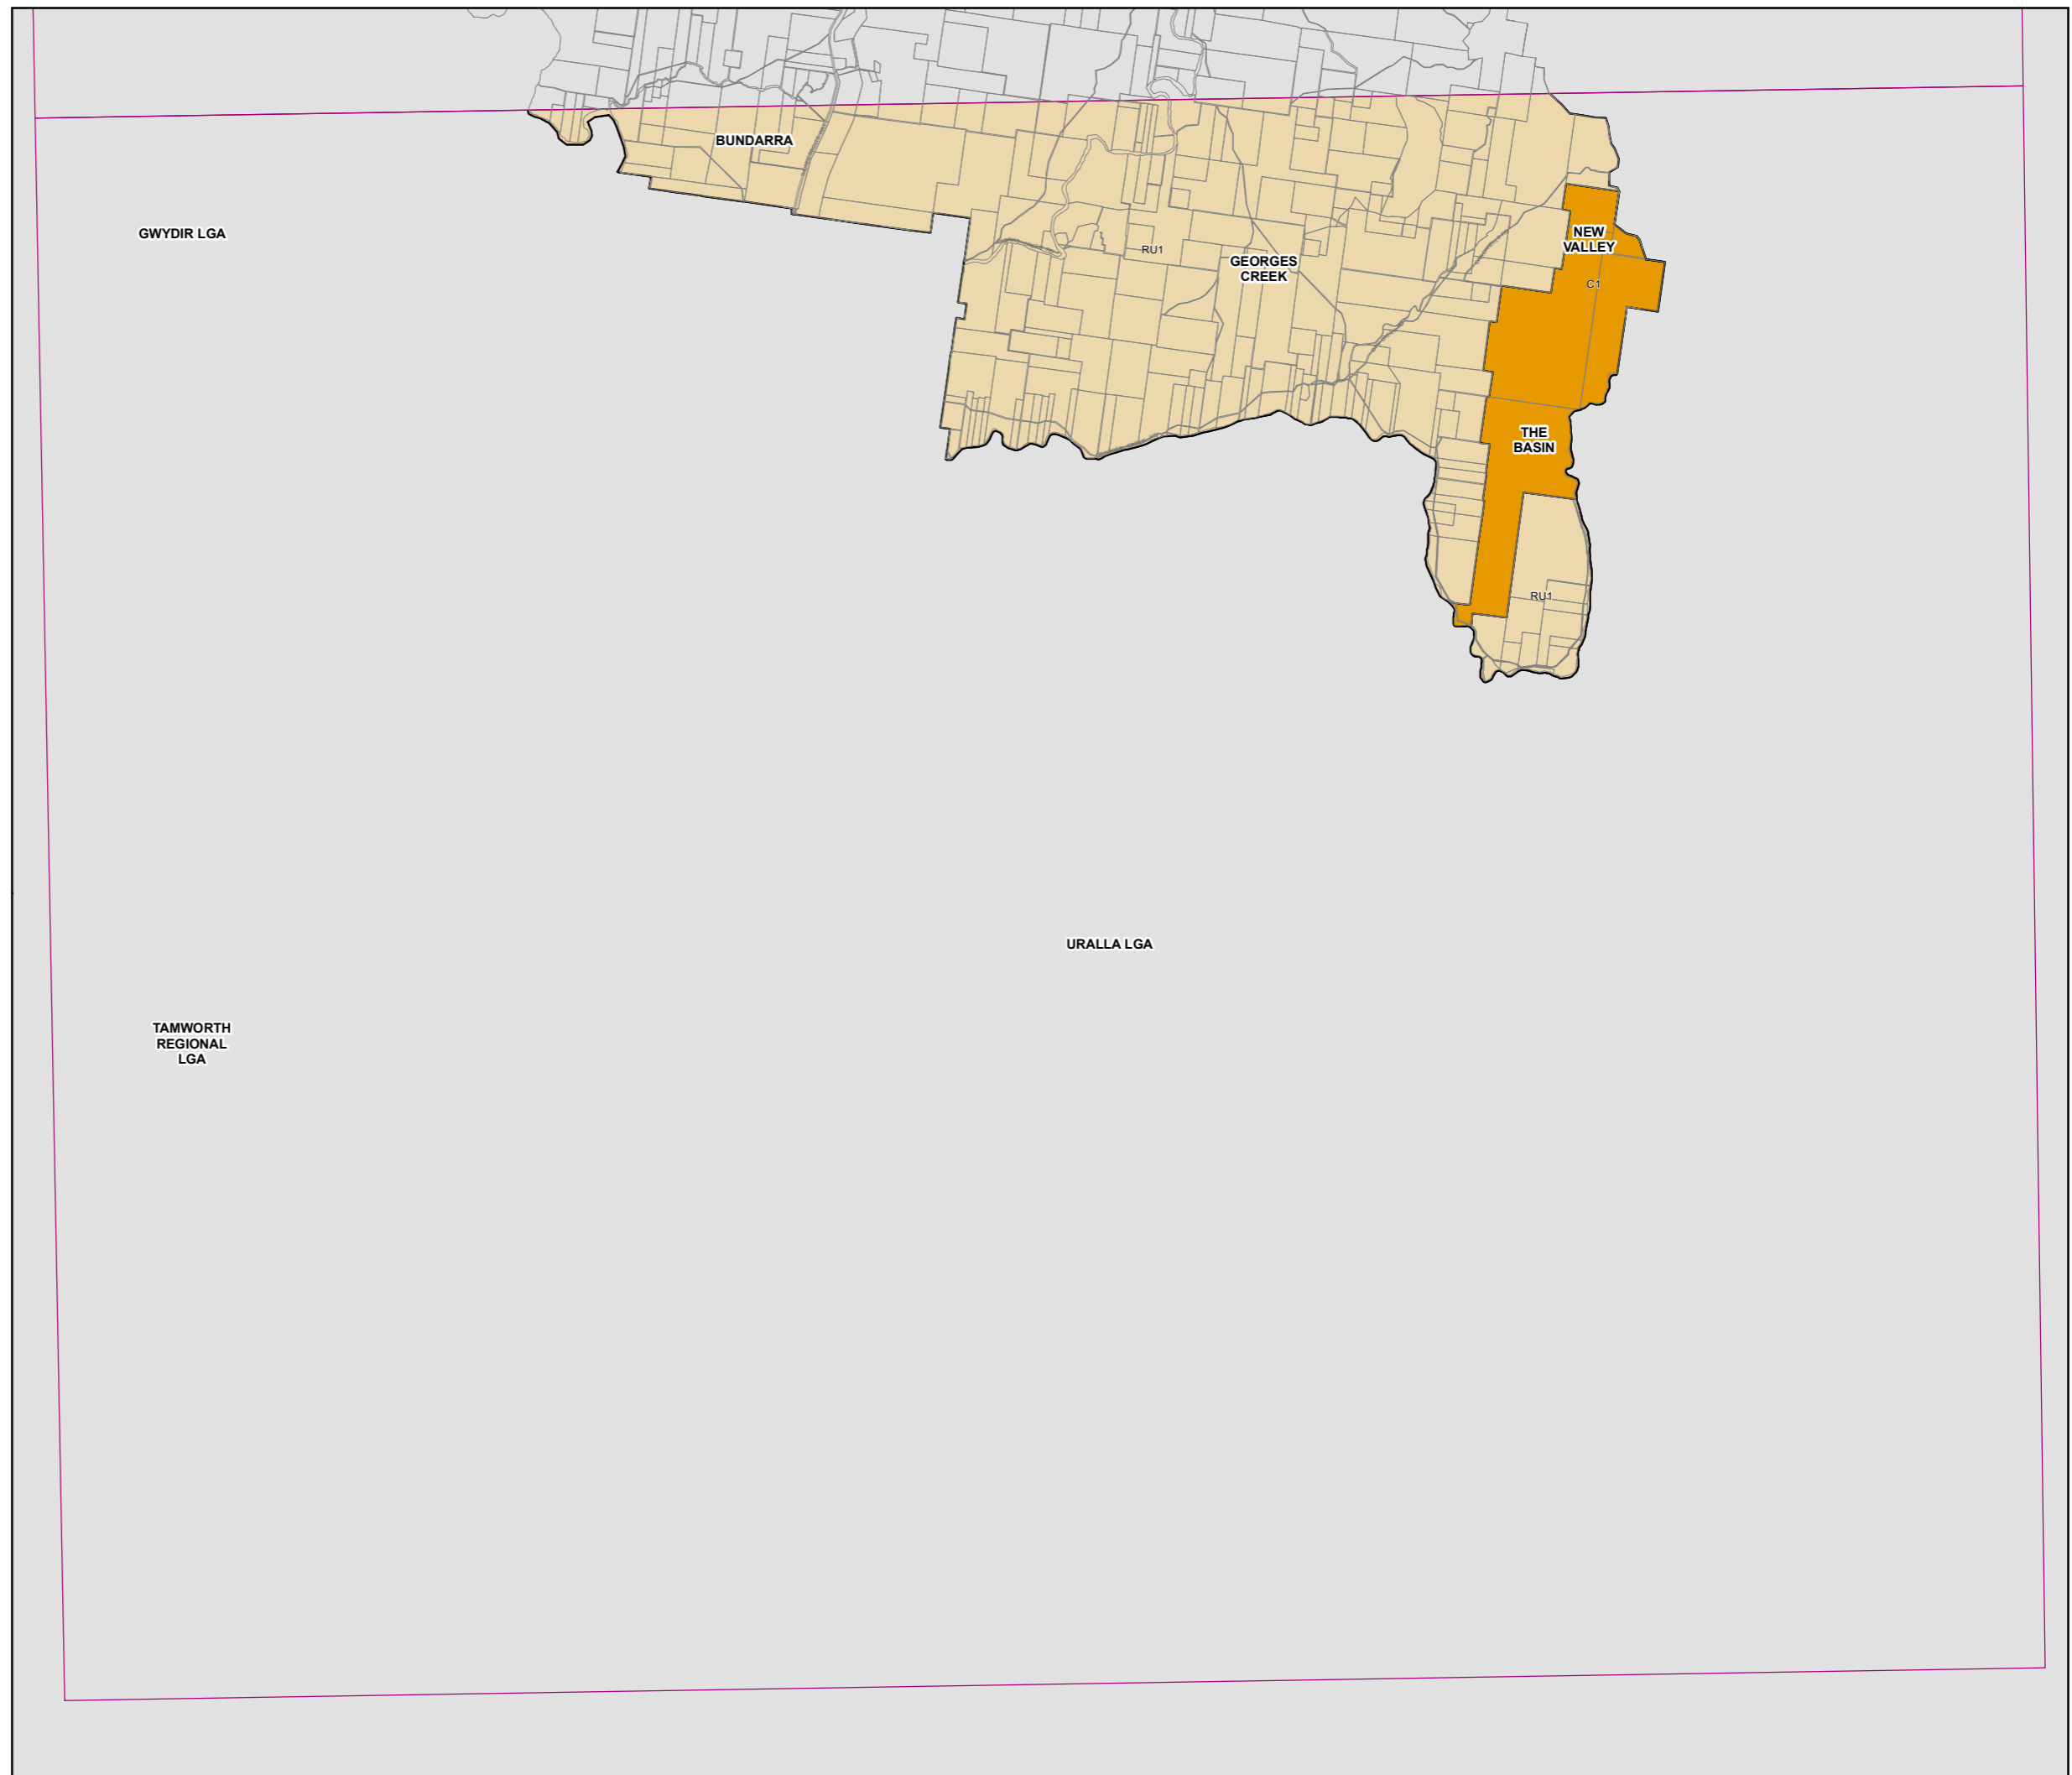 BUNDARRA
GWYDIR LGA
NEW
VALLEY
RU1
GEORGES
CREEK
C1
THE
BASIN
RU1
URALLA LGA
TAMWORTH
REGIONAL
LGA